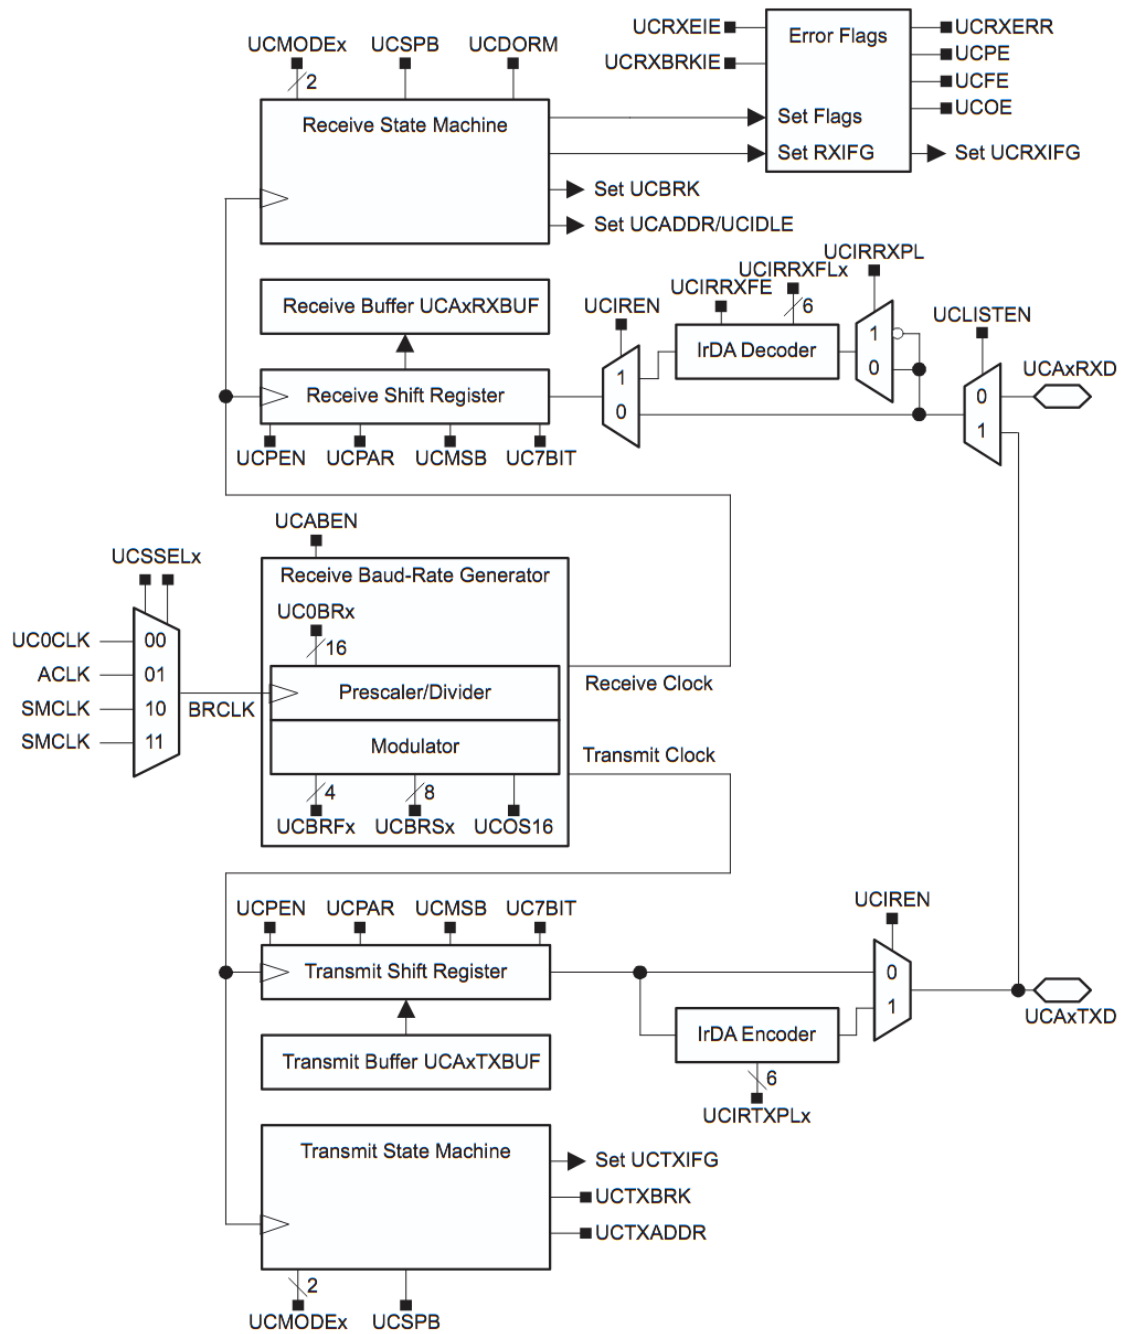 UCMODEx
UCSPB
UCDORM
2
Receive State Machine
UCRXEIE
UCRXBRKIE
Error Flags
Set Flags
Set RXIFG
UCRXERR
UCPE
UCFE
UCOE
Set UCRXIFG
Set UCBRK
Set UCADDR/UCIDLE
Receive Buffer UCAxRXBUF
Receive Shift Register
UCPEN
UCPAR
UCMSB
UC7BIT
UCIREN
1
0
UCIRRXFE
UCIRRXFLx
6
IrDA Decoder
UCIRRXPL
1
0
UCLISTEN
0
1
UCAxRXD
UCABEN
Receive Baud-Rate Generator
UC0BRx
16
Prescaler/Divider
Modulator
4
8
UCBRFx
UCBRSx
UCOS16
UCSSELx
UC0CLK
00
ACLK
01
SMCLK
10
SMCLK
11
BRCLK
Receive Clock
Transmit Clock
UCPEN
UCPAR
UCMSB
UC7BIT
Transmit Shift Register
Transmit Buffer UCAxTXBUF
UCIREN
0
1
IrDA Encoder
6
UCIRTXPLx
UCAxTXD
Transmit State Machine
Set UCTXIFG
UCTXBRK
UCTXADDR
2
UCMODEx
UCSPB